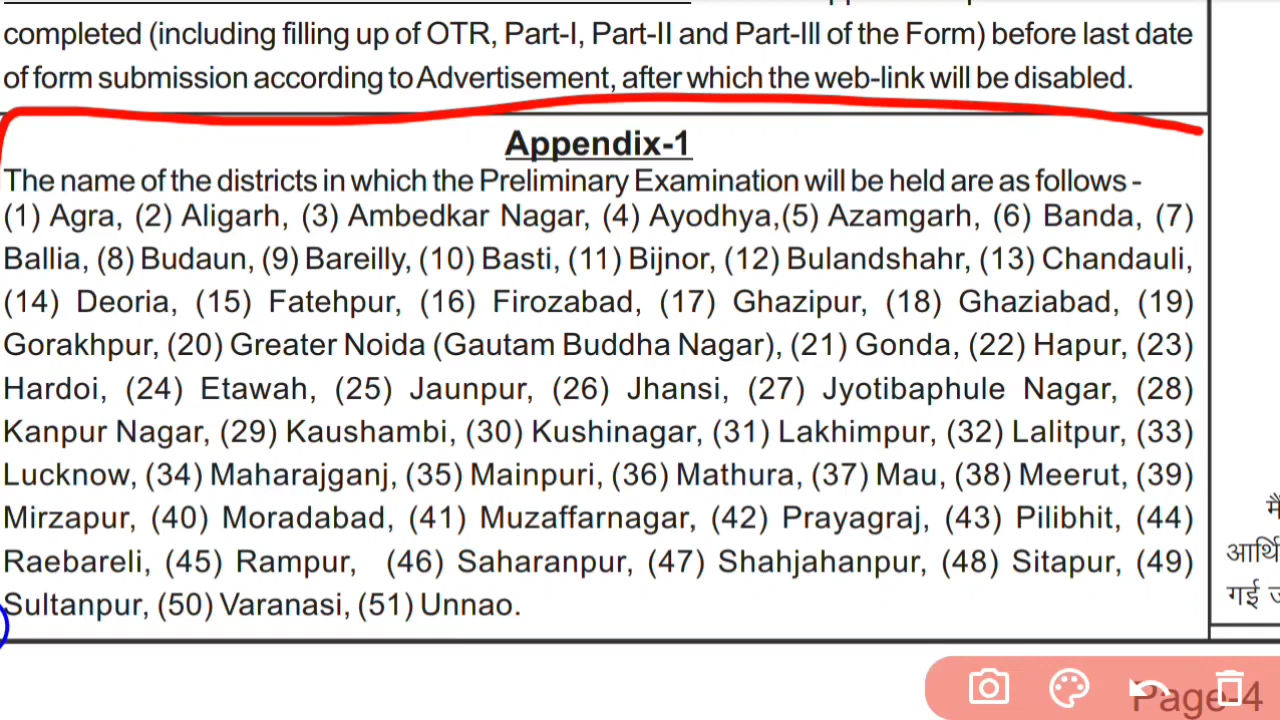 completed (including filling up of OTR, Part-I, Part-II and Part-III of the Form) before last date
of form submission according to Advertisement, after which the web-link will be disabled.
Appendix-1
The name of the districts in which the Preliminary Examination will be held are as follows -
(1) Agra, (2) Aligarh, (3) Ambedkar Nagar, (4) Ayodhya,(5) Azamgarh, (6) Banda, (7)
Ballia, (8) Budaun, (9) Bareilly, (10) Basti, (11) Bijnor, (12) Bulandshahr, (13) Chandauli,
(14) Deoria, (15) Fatehpur, (16) Firozabad, (17) Ghazipur, (18) Ghaziabad, (19)
Gorakhpur, (20) Greater Noida (Gautam Buddha Nagar), (21) Gonda, (22) Hapur, (23)
Hardoi, (24) Etawah, (25) Jaunpur, (26) Jhansi, (27) Jyotibaphule Nagar, (28)
Kanpur Nagar, (29) Kaushambi, (30) Kushinagar, (31) Lakhimpur, (32) Lalitpur, (33)
Lucknow, (34) Maharajganj, (35) Mainpuri, (36) Mathura, (37) Mau, (38) Meerut, (39)
Mirzapur, (40) Moradabad, (41) Muzaffarnagar, (42) Prayagraj, (43) Pilibhit, (44)
Raebareli, (45) Rampur, (46) Saharanpur, (47) Shahjahanpur, (48) Sitapur, (49)
Sultanpur, (50) Varanasi, (51) Unnao.
गई
Page-4